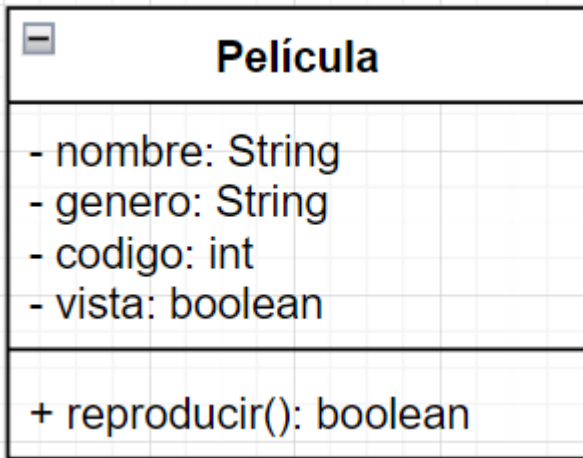 Película
- nombre: String
- genero: String
- codigo: int
- vista: boolean
+ reproducir(): boolean